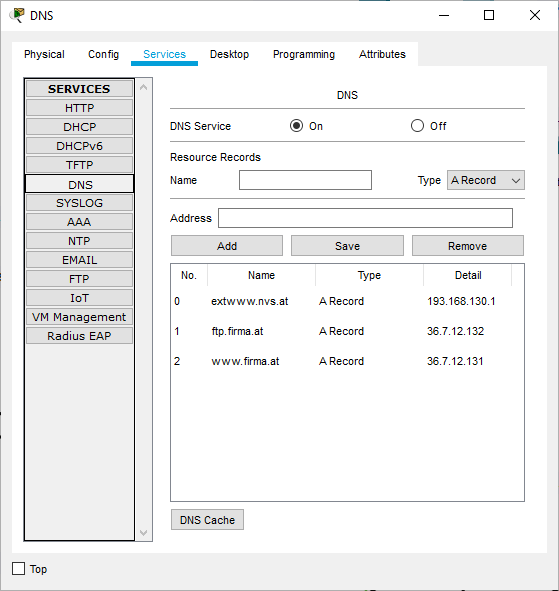 DNS
Physical Config Services Desktop Programming Attributes
SERVICES
HTTP
DHCP
DHCPv6
TFTP
DNS
SYSLOG
AAA
NTP
EMAIL
FTP
IoT
VM Management
Radius EAP
DNS
DNS Service On Off
Resource Records
Name Type A Record
Address
Add Save Remove
No. Name Type Detail
0 extwww.nvs.at A Record 193.168.130.1
1 ftp.firma.at A Record 36.7.12.132
2 www.firma.at A Record 36.7.12.131
DNS Cache
Top